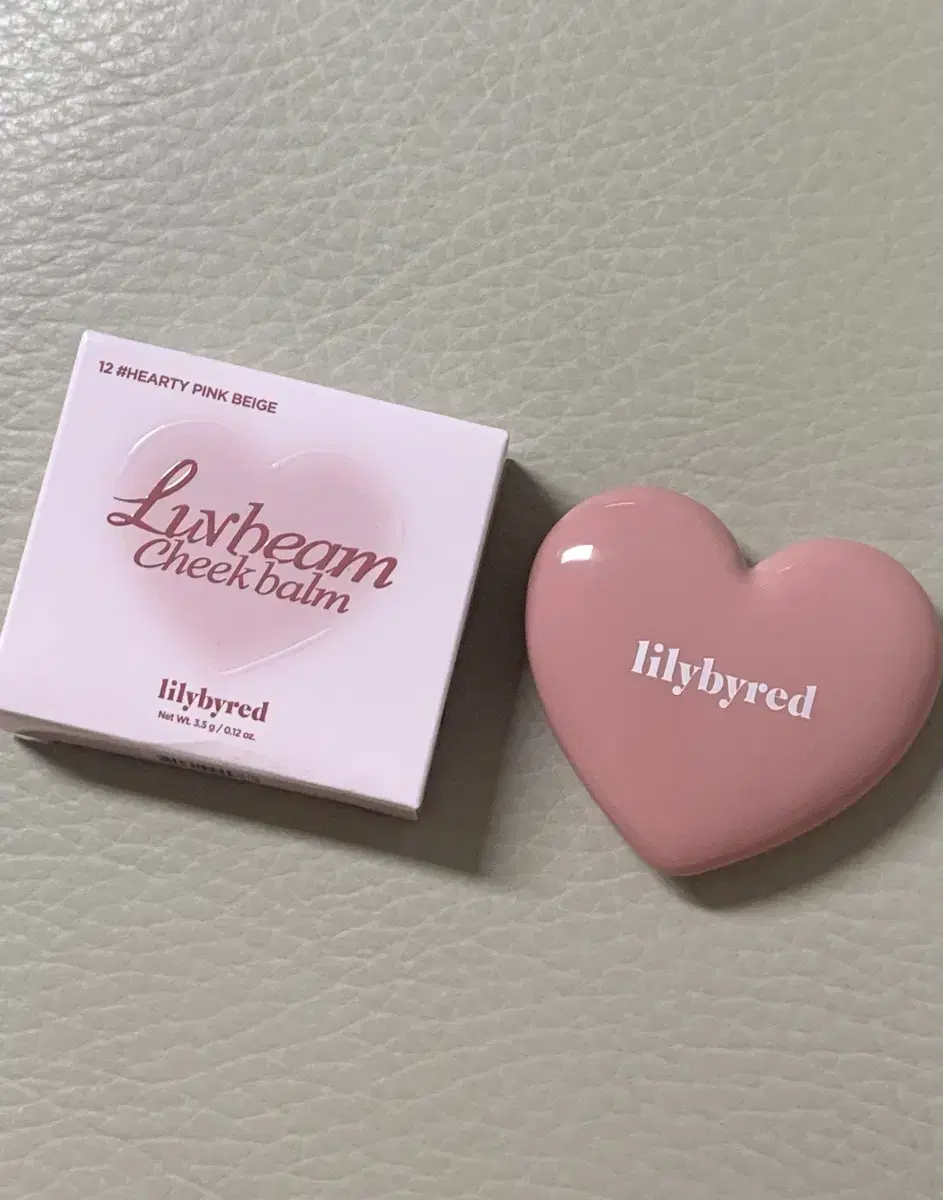 12 #HEARTY PINK BEIGE
Luvbeam
Cheek balm
lilybyred
Net Wt. 3.5 g / 0.12 oz.
lilybyred